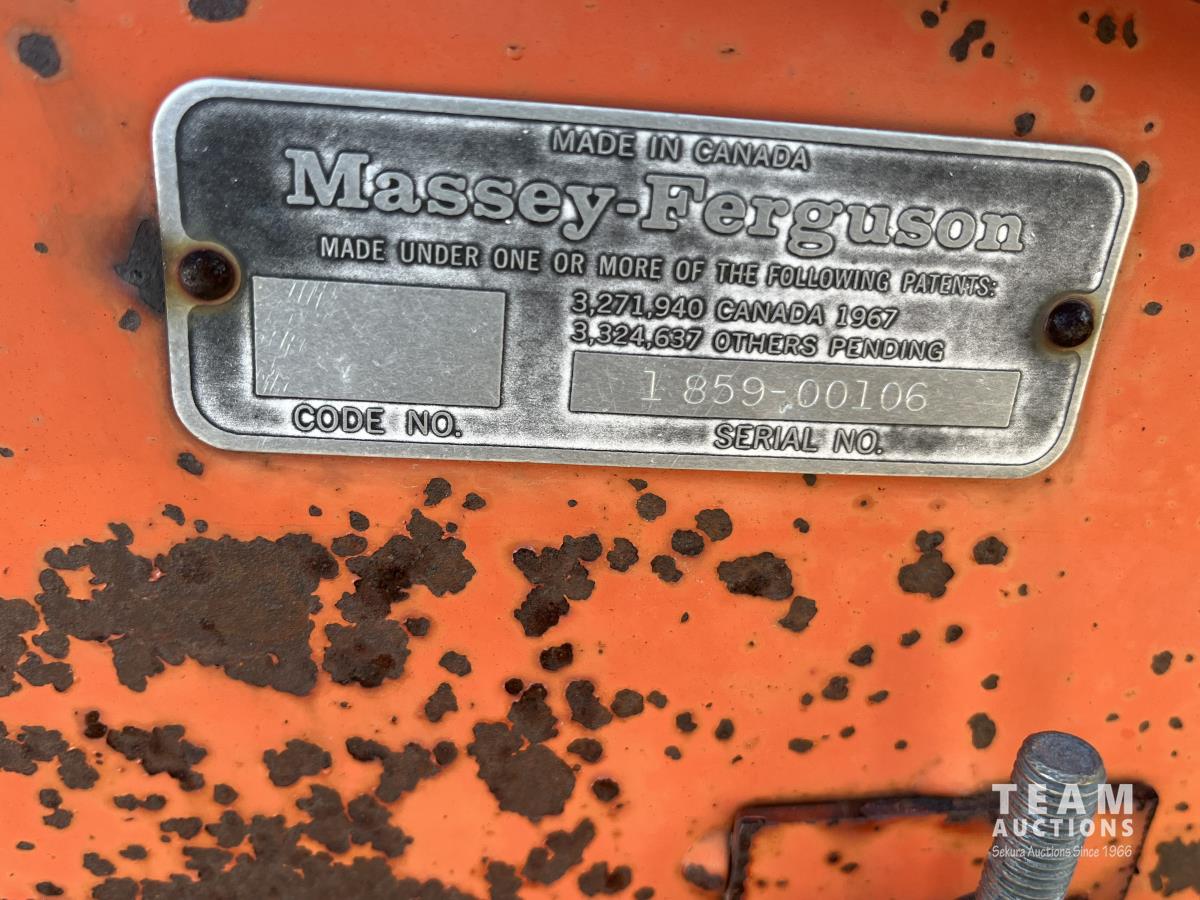 MADE IN CANADA
Massey-Ferguson
MADE UNDER ONE OR MORE OF THE FOLLOWING PATENTS:
3,271,940 CANADA 1967
3,324,637 OTHERS PENDING
1 859-00106
CODE NO.
SERIAL NO.
TEAM
AUCTIONS
Sekura Auctions Since 1966